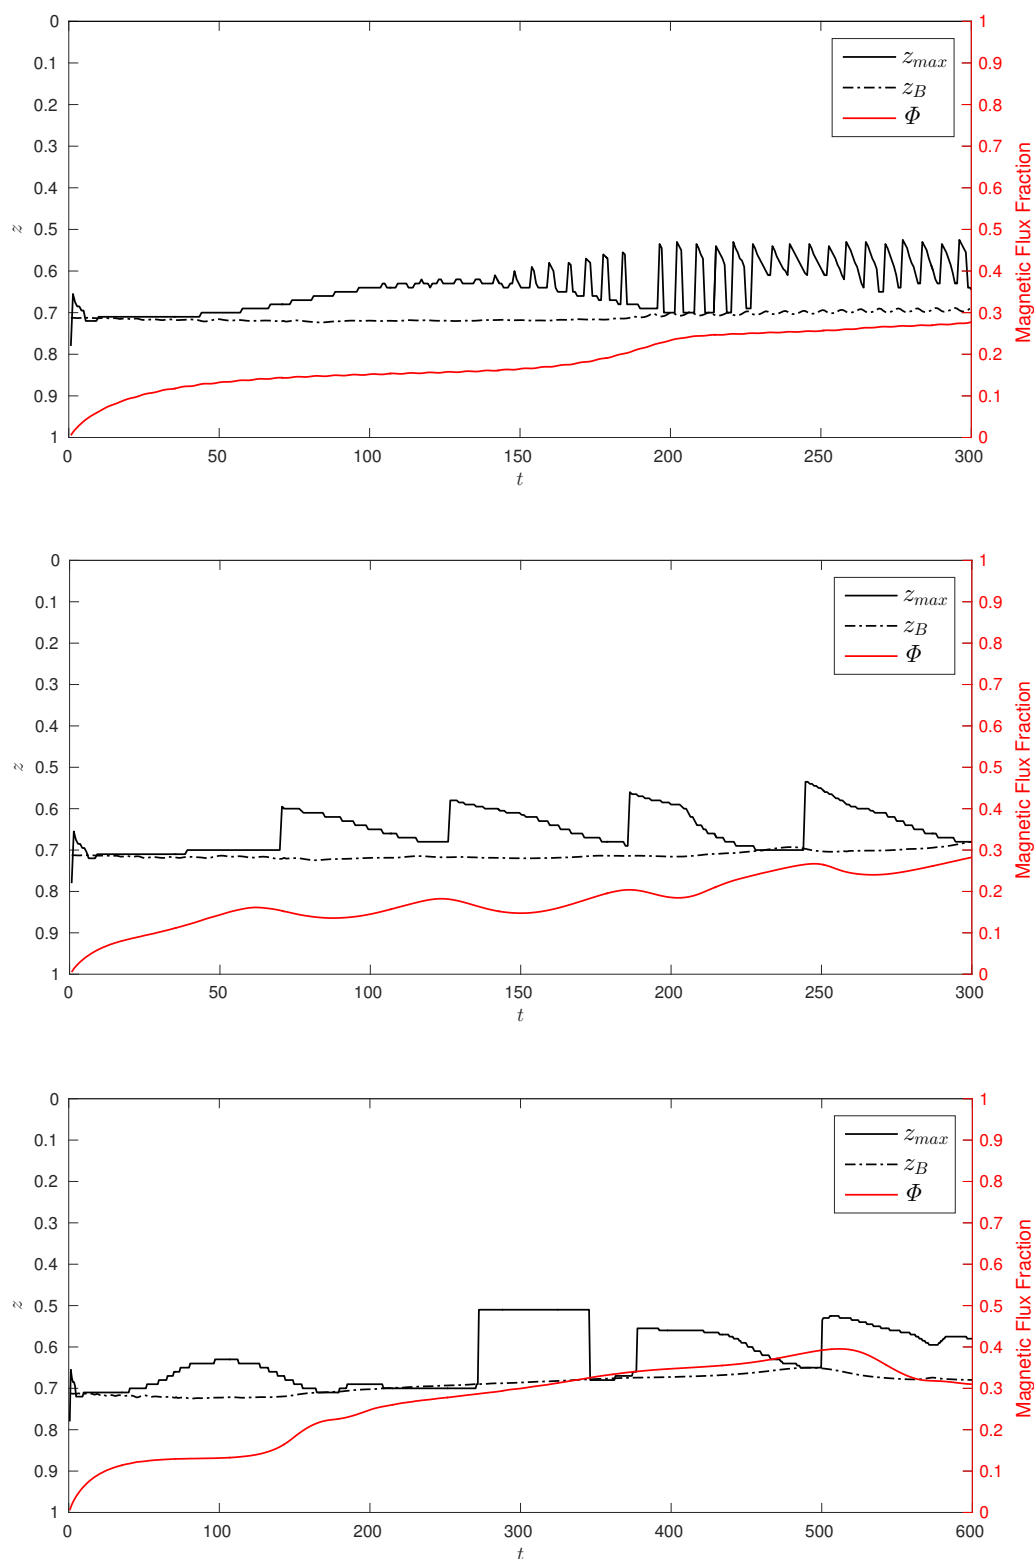 0 1
0.1 0.9
0.2 0.8
0.3 0.7
0.4 0.6
0.5 0.5
0.6 0.4
0.7 0.3
0.8 0.2
0.9 0.1
1 0
z
Magnetic Flux Fraction
z_max
z_B
Φ
0 50 100 150 200 250 300
t
0 1
0.1 0.9
0.2 0.8
0.3 0.7
0.4 0.6
0.5 0.5
0.6 0.4
0.7 0.3
0.8 0.2
0.9 0.1
1 0
z
Magnetic Flux Fraction
z_max
z_B
Φ
0 50 100 150 200 250 300
t
0 1
0.1 0.9
0.2 0.8
0.3 0.7
0.4 0.6
0.5 0.5
0.6 0.4
0.7 0.3
0.8 0.2
0.9 0.1
1 0
z
Magnetic Flux Fraction
z_max
z_B
Φ
0 100 200 300 400 500 600
t